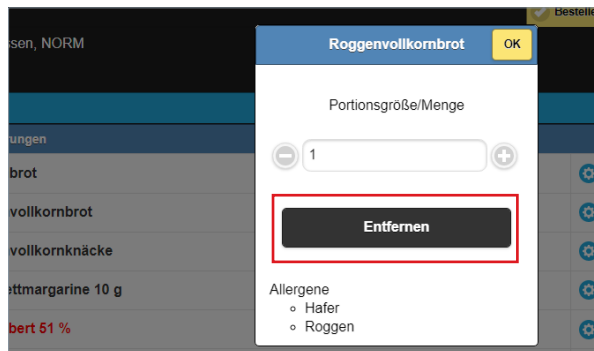 Bestelle
ssen, NORM
Roggenvollkornbrot
OK
Portionsgröße/Menge
1
Entfernen
Allergene
Hafer
Roggen
rungen
brot
vollkornbrot
vollkornknäcke
ettmargarine 10 g
bert 51 %